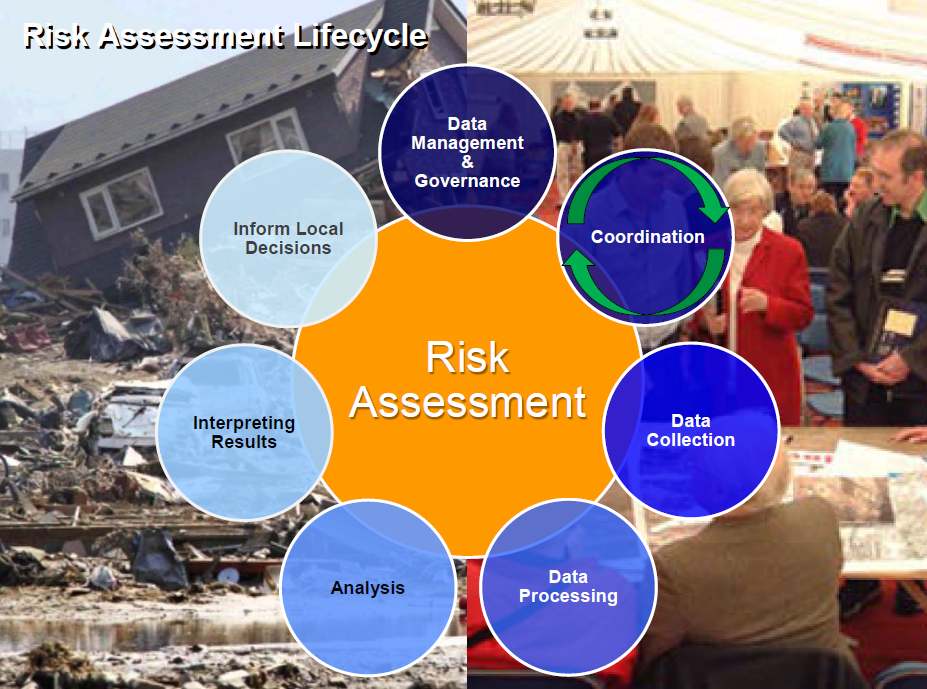 Risk Assessment Lifecycle
Data
Management
&
Governance
Coordination
Data
Collection
Data
Processing
Analysis
Interpreting
Results
Inform Local
Decisions
Risk
Assessment